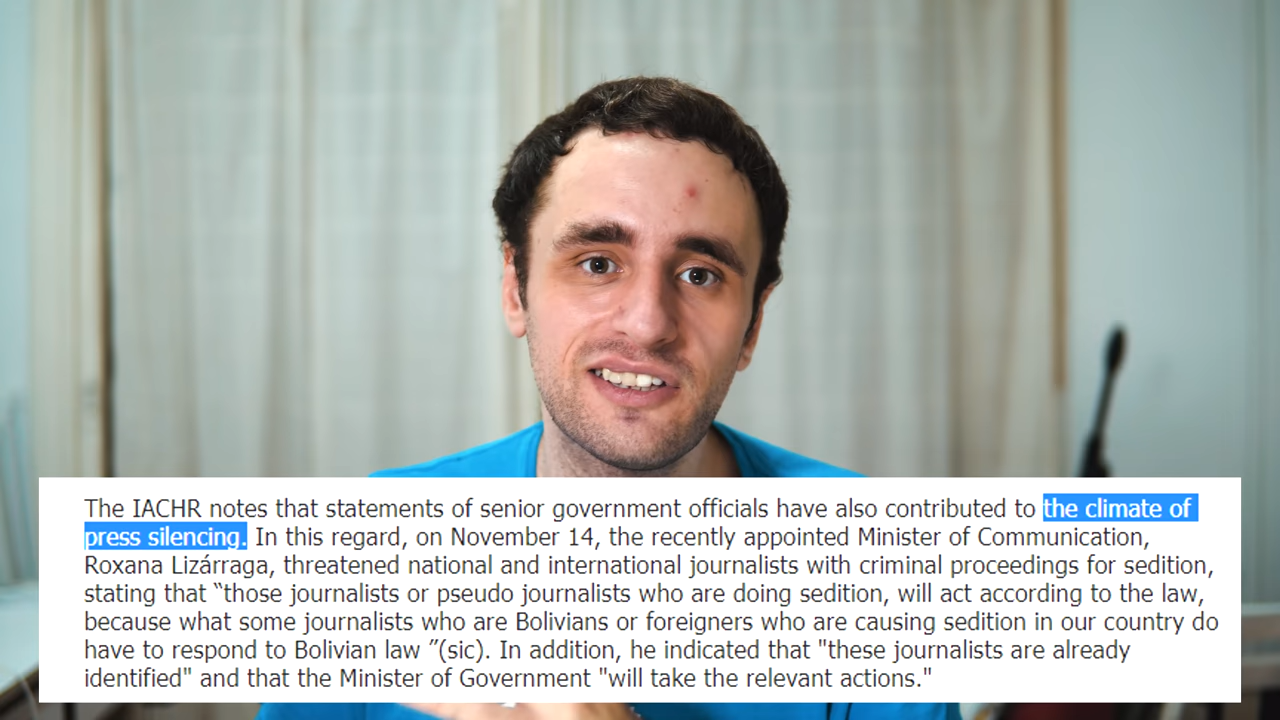 The IACHR notes that statements of senior government officials have also contributed to the climate of
press silencing. In this regard, on November 14, the recently appointed Minister of Communication,
Roxana Lizárraga, threatened national and international journalists with criminal proceedings for sedition,
stating that “those journalists or pseudo journalists who are doing sedition, will act according to the law,
because what some journalists who are Bolivians or foreigners who are causing sedition in our country do
have to respond to Bolivian law ”(sic). In addition, he indicated that "these journalists are already
identified" and that the Minister of Government "will take the relevant actions."